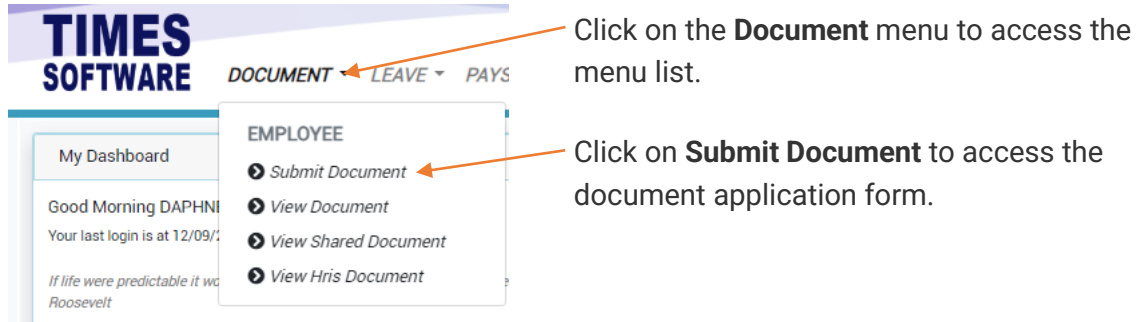 TIMES
SOFTWARE
DOCUMENT LEAVE PAYS
Click on the Document menu to access the
menu list.
EMPLOYEE
My Dashboard
Submit Document
Click on Submit Document to access the
document application form.
Good Morning DAPHNE
View Document
Your last login is at 12/09/2
View Shared Document
If life were predictable it wo
View Hris Document
Roosevelt